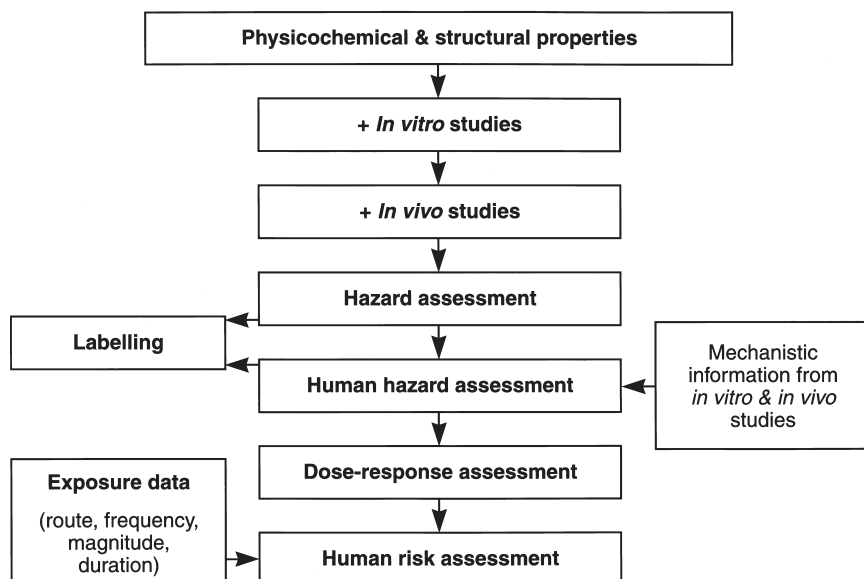 Physicochemical & structural properties
+ In vitro studies
+ In vivo studies
Hazard assessment
Labelling
Human hazard assessment
Mechanistic
information from
in vitro & in vivo
studies
Dose-response assessment
Exposure data
(route, frequency,
magnitude,
duration)
Human risk assessment